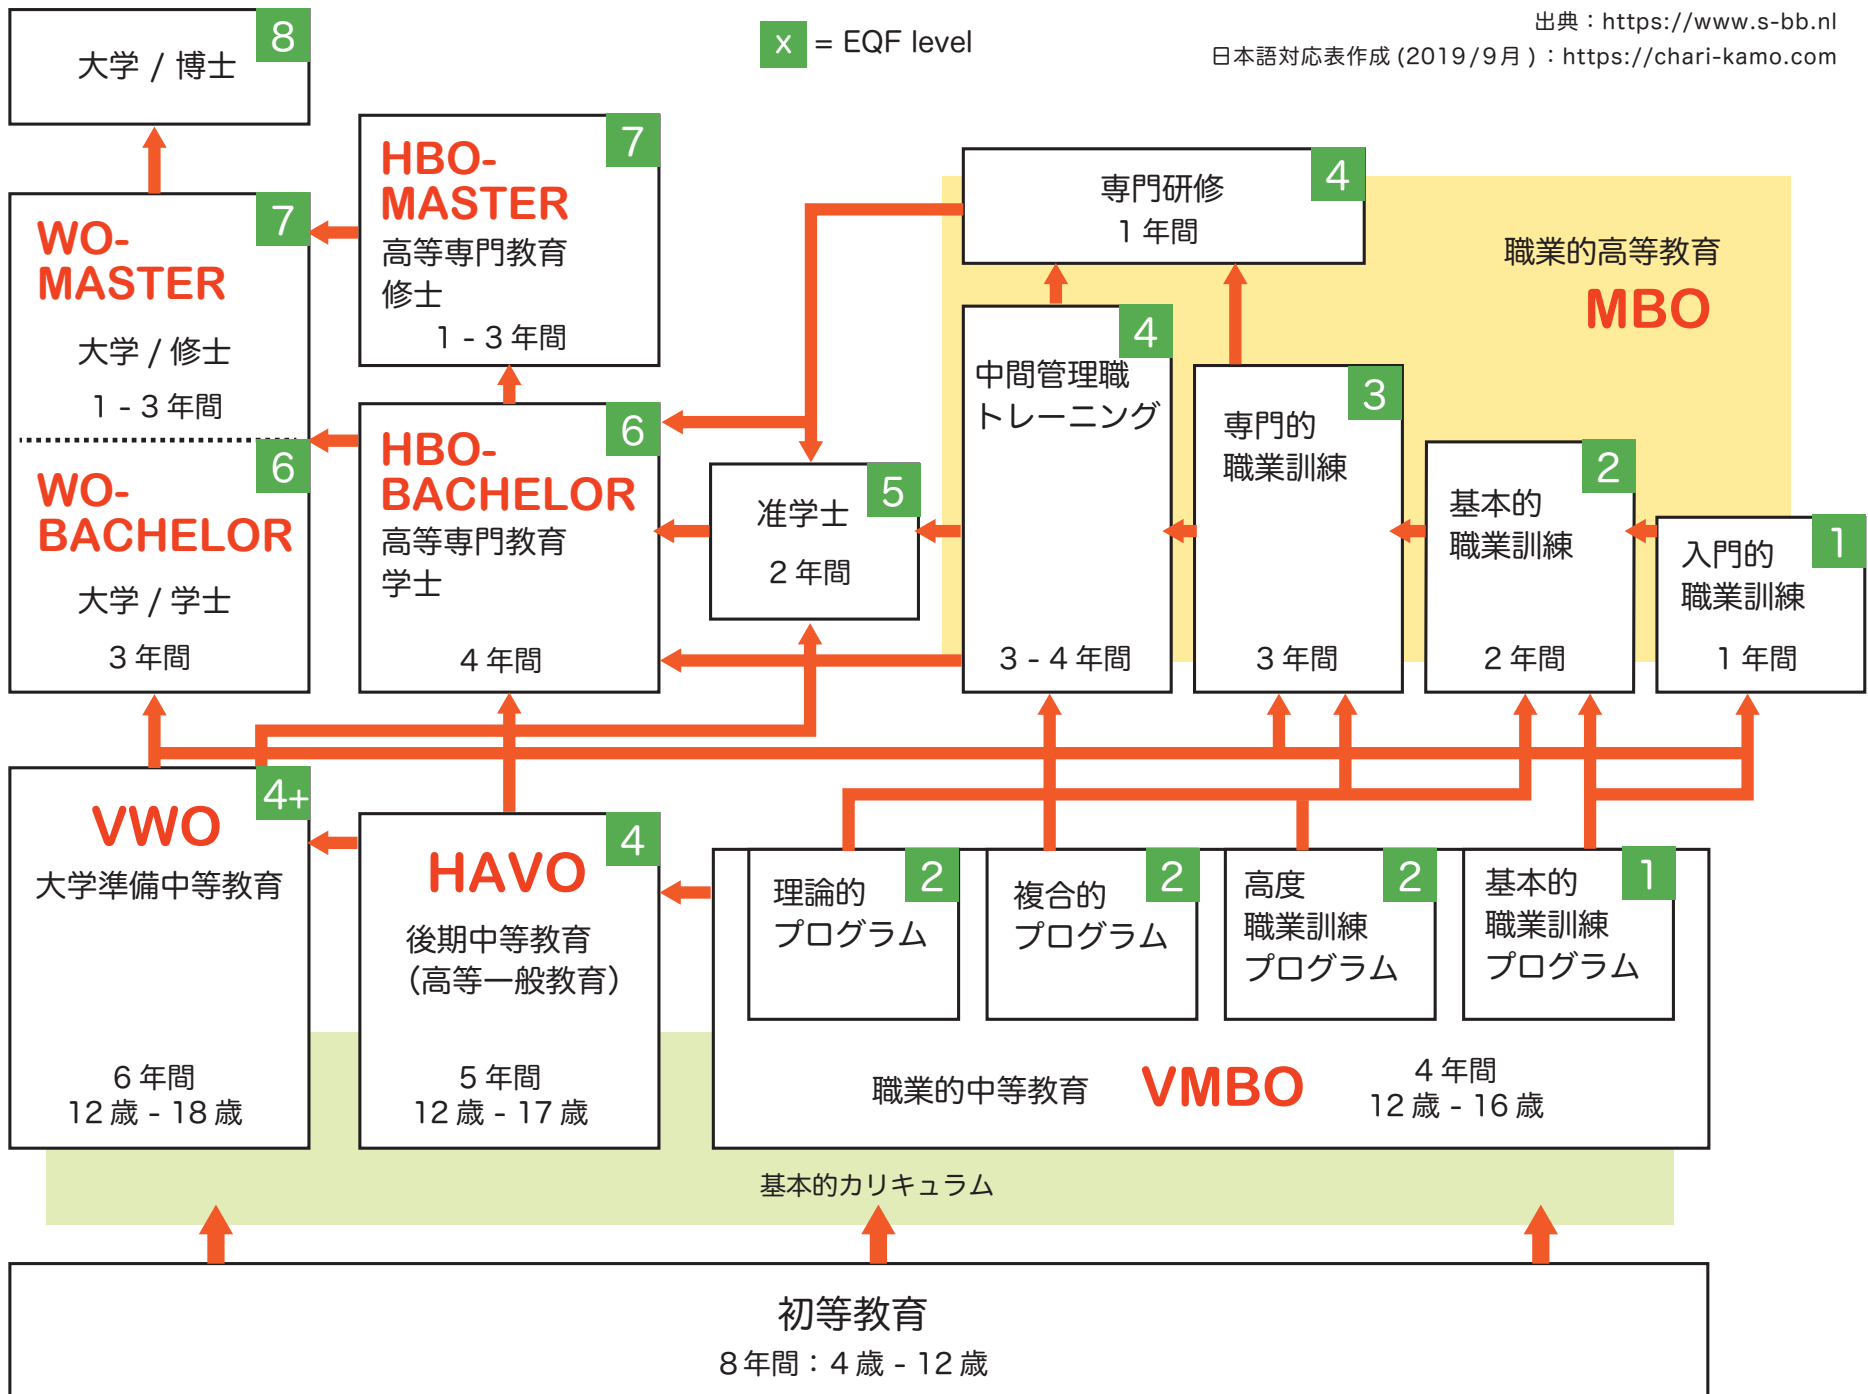 出典：https://www.s-bb.nl
日本語対応表作成 (2019/9月 )：https://chari-kamo.com
x = EQF level
大学 / 博士
8
WO-
MASTER
7
大学 / 修士
1 - 3 年間
WO-
BACHELOR
6
大学 / 学士
3 年間
HBO-
MASTER
7
高等専門教育
修士
1 - 3 年間
HBO-
BACHELOR
6
高等専門教育
学士
4 年間
准学士
5
2 年間
専門研修
4
1 年間
職業的高等教育
MBO
4
中間管理職
トレーニング
3 - 4 年間
3
専門的
職業訓練
3 年間
2
基本的
職業訓練
2 年間
1
入門的
職業訓練
1 年間
4+
VWO
大学準備中等教育
6 年間
12 歳 - 18 歳
4
HAVO
後期中等教育
（高等一般教育）
5 年間
12 歳 - 17 歳
2
理論的
プログラム
2
複合的
プログラム
2
高度
職業訓練
プログラム
1
基本的
職業訓練
プログラム
職業的中等教育
VMBO
4 年間
12 歳 - 16 歳
基本的カリキュラム
初等教育
8 年間：4 歳 - 12 歳